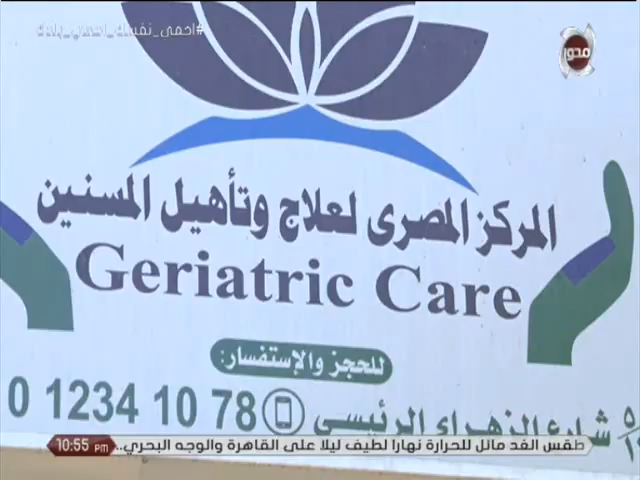 #احمي_نفسك_احمي_بلدك
محور
المركز المصرى لعلاج وتأهيل المسنين
Geriatric Care
للحجز والإستفسار:
0 1234 10 78
شارع الزهراء الرئيسي
10:55 pm
طقس الغد مائل للحرارة نهارا لطيف ليلا على القاهرة والوجه البحري..